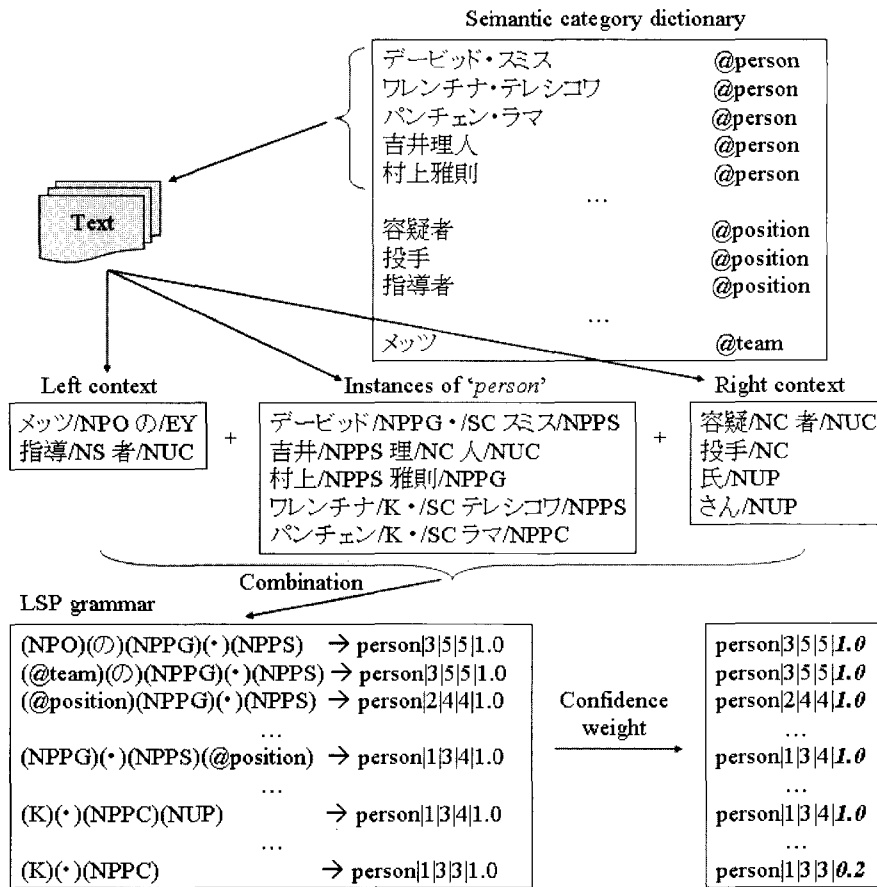 Seimantic category dictionary
デービッド・スミス @person
ワレンチナ・テレシコワ @person
パンチェン・ラマ @person
吉井理人 @person
村上雅則 @person
…
容疑者 @position
投手 @position
指導者 @position
…
メッツ @team
Text
Left context
メッツ/NPO の/EY
指導/NS 者/NUC
+
Instances of ‘person’
デービッド/NPPG ・/SC スミス/NPPS
吉井/NPPS 理/NC 人/NUC
村上/NPPS 雅則/NPPG
ワレンチナ/K ・/SC テレシコワ/NPPS
パンチェン/K ・/SC ラマ/NPPC
+
Right context
容疑/NC 者/NUC
投手/NC
氏/NUP
さん/NUP
Combination
LSP grammar
(NPO)(の)(NPPG)(・)(NPPS) → person|3|5|5|1.0
(@team)(の)(NPPG)(・)(NPPS) → person|3|5|5|1.0
(@position)(NPPG)(・)(NPPS) → person|2|4|4|1.0
…
(NPPG)(・)(NPPS)(@position) → person|1|3|4|1.0
…
(K)(・)(NPPC)(NUP) → person|1|3|4|1.0
…
(K)(・)(NPPC) → person|1|3|3|1.0
Confidence
weight
person|3|5|5|1.0
person|3|5|5|1.0
person|2|4|4|1.0
…
person|1|3|4|1.0
…
person|1|3|4|1.0
…
person|1|3|3|0.2